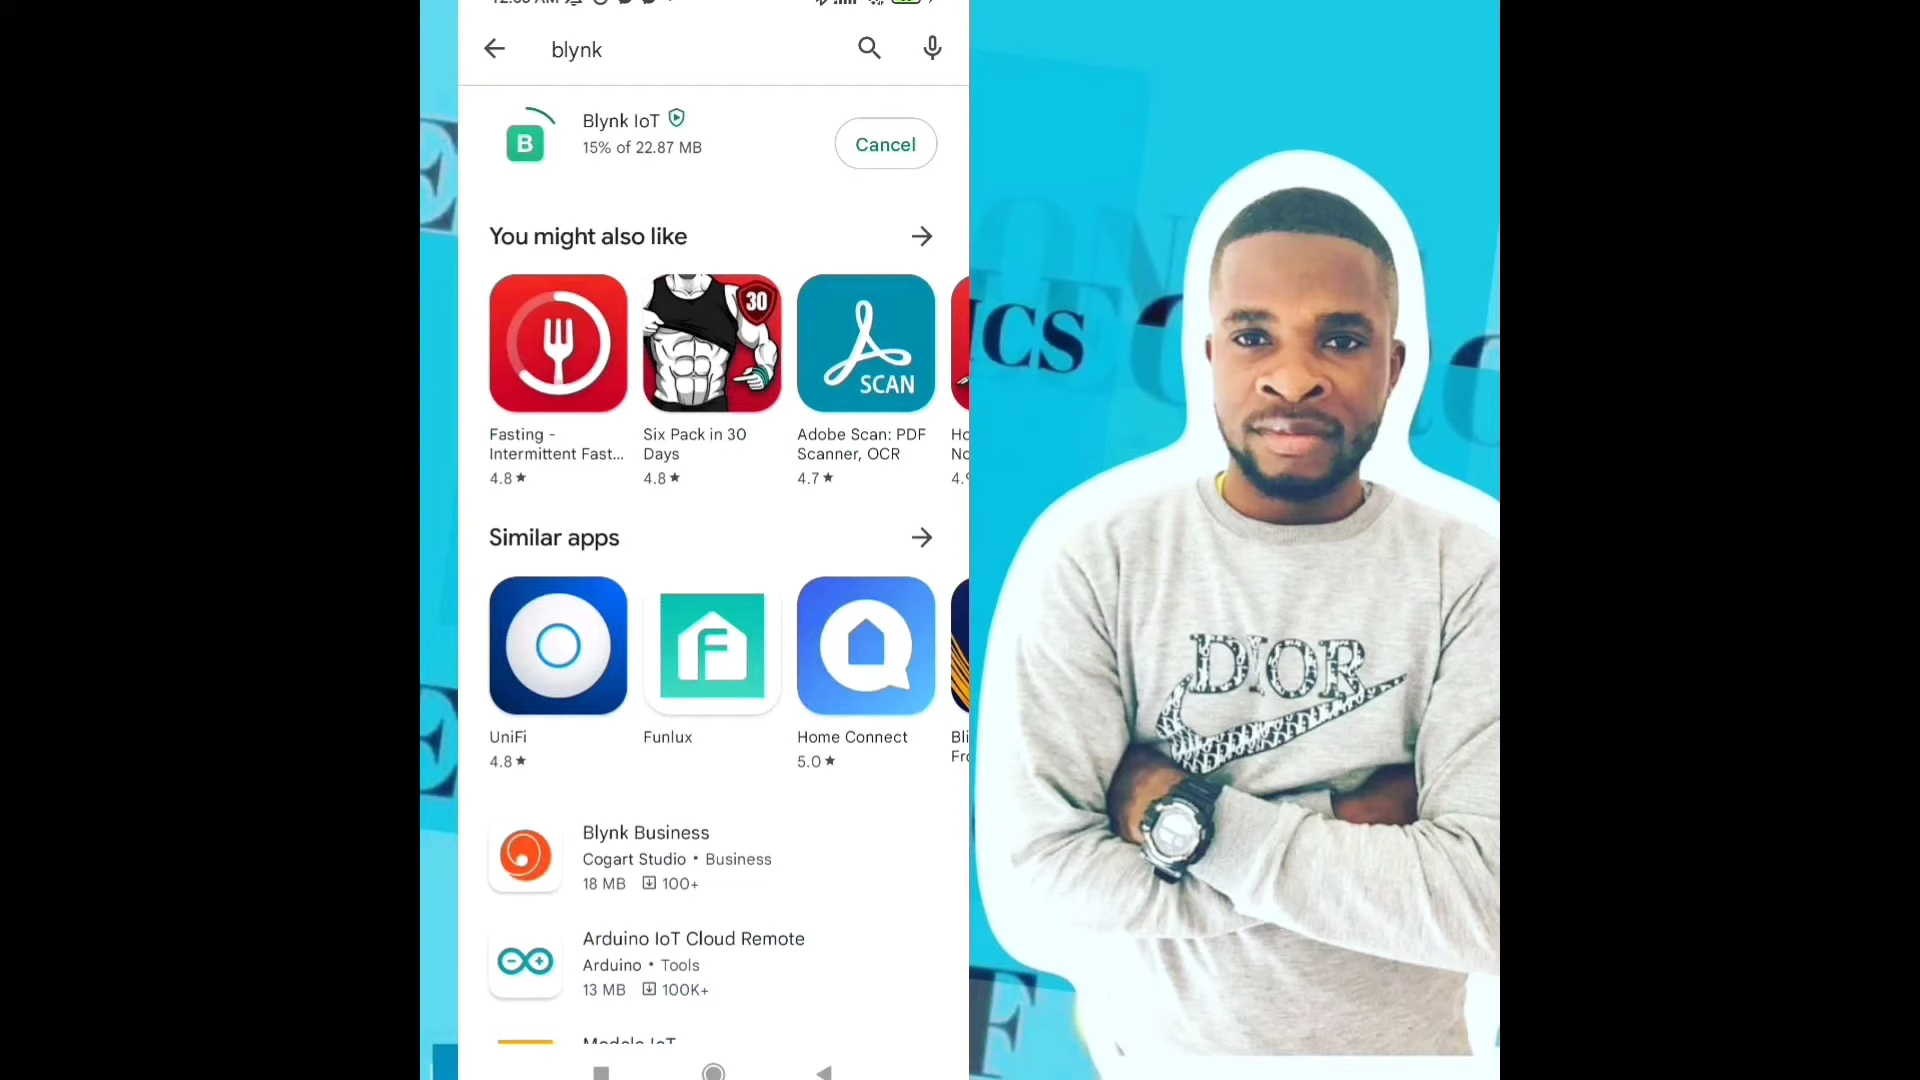 blynk
Blynk IoT
15% of 22.87 MB
Cancel
You might also like
30
SCAN
Fasting -
Intermittent Fast...
4.8★
Six Pack in 30
Days
4.8★
Adobe Scan: PDF
Scanner, OCR
4.7★
Similar apps
UniFi
4.8★
Funlux
Home Connect
5.0★
Blynk Business
Cogart Studio • Business
18 MB 100+
Arduino IoT Cloud Remote
Arduino • Tools
13 MB 100K+
ICS
DIOR